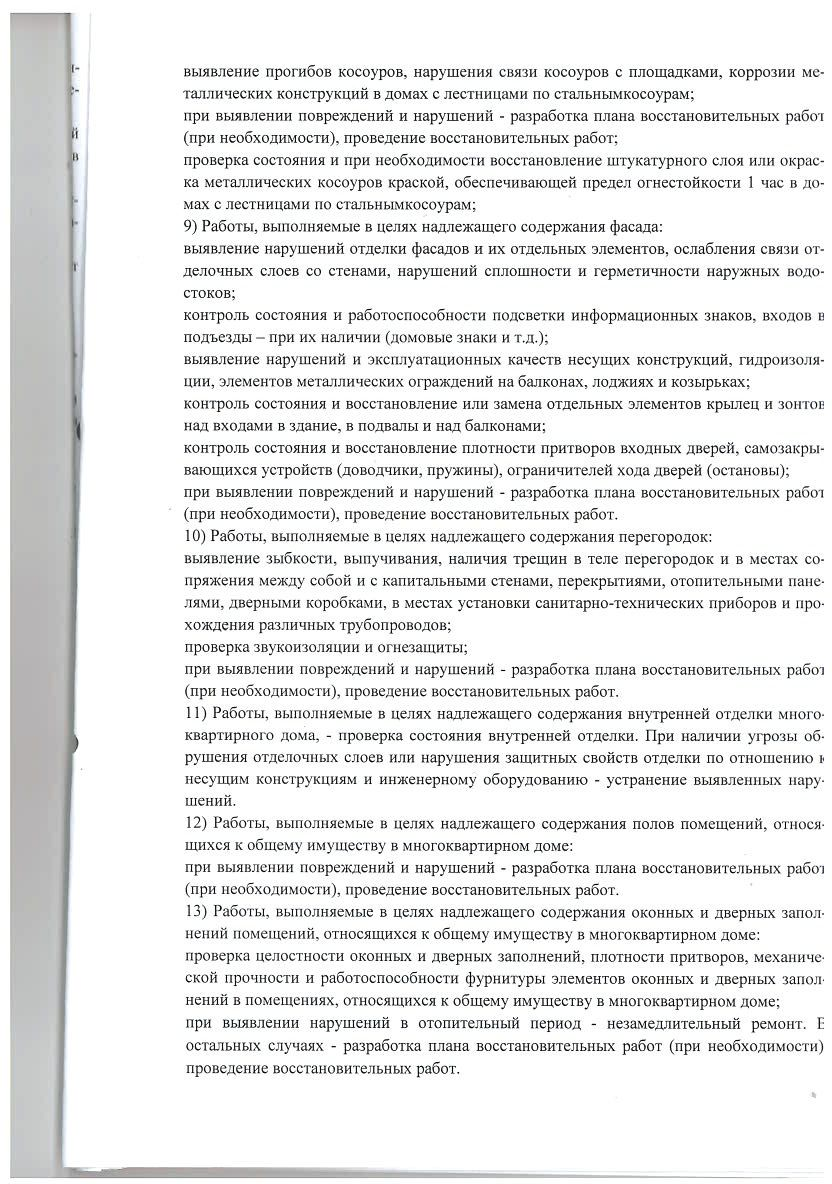 выявление прогибов косоуров, нарушения связи косоуров с площадками, коррозии ме-
таллических конструкций в домах с лестницами по стальнымкосоурам;
при выявлении повреждений и нарушений - разработка плана восстановительных работ
(при необходимости), проведение восстановительных работ;
проверка состояния и при необходимости восстановление штукатурного слоя или окрас-
ка металлических косоуров краской, обеспечивающей предел огнестойкости 1 час в до-
мах с лестницами по стальнымкосоурам;
9) Работы, выполняемые в целях надлежащего содержания фасада:
выявление нарушений отделки фасадов и их отдельных элементов, ослабления связи от-
делочных слоев со стенами, нарушений сплошности и герметичности наружных водо-
стоков;
контроль состояния и работоспособности подсветки информационных знаков, входов в
подъезды – при их наличии (домовые знаки и т.д.);
выявление нарушений и эксплуатационных качеств несущих конструкций, гидроизоля-
ции, элементов металлических ограждений на балконах, лоджиях и козырьках;
контроль состояния и восстановление или замена отдельных элементов крылец и зонтов
над входами в здание, в подвалы и над балконами;
контроль состояния и восстановление плотности притворов входных дверей, самозакры-
вающихся устройств (доводчики, пружины), ограничителей хода дверей (остановы);
при выявлении повреждений и нарушений - разработка плана восстановительных работ
(при необходимости), проведение восстановительных работ.
10) Работы, выполняемые в целях надлежащего содержания перегородок:
выявление зыбкости, выпучивания, наличия трещин в теле перегородок и в местах со-
пряжения между собой и с капитальными стенами, перекрытиями, отопительными пане-
лями, дверными коробками, в местах установки санитарно-технических приборов и про-
хождения различных трубопроводов;
проверка звукоизоляции и огнезащиты;
при выявлении повреждений и нарушений - разработка плана восстановительных работ
(при необходимости), проведение восстановительных работ.
11) Работы, выполняемые в целях надлежащего содержания внутренней отделки много-
квартирного дома, - проверка состояния внутренней отделки. При наличии угрозы об-
рушения отделочных слоев или нарушения защитных свойств отделки по отношению к
несущим конструкциям и инженерному оборудованию - устранение выявленных нару-
шений.
12) Работы, выполняемые в целях надлежащего содержания полов помещений, относя-
щихся к общему имуществу в многоквартирном доме:
при выявлении повреждений и нарушений - разработка плана восстановительных работ
(при необходимости), проведение восстановительных работ.
13) Работы, выполняемые в целях надлежащего содержания оконных и дверных запол-
нений помещений, относящихся к общему имуществу в многоквартирном доме:
проверка целостности оконных и дверных заполнений, плотности притворов, механиче-
ской прочности и работоспособности фурнитуры элементов оконных и дверных запол-
нений в помещениях, относящихся к общему имуществу в многоквартирном доме;
при выявлении нарушений в отопительный период - незамедлительный ремонт. В
остальных случаях - разработка плана восстановительных работ (при необходимости)
проведение восстановительных работ.